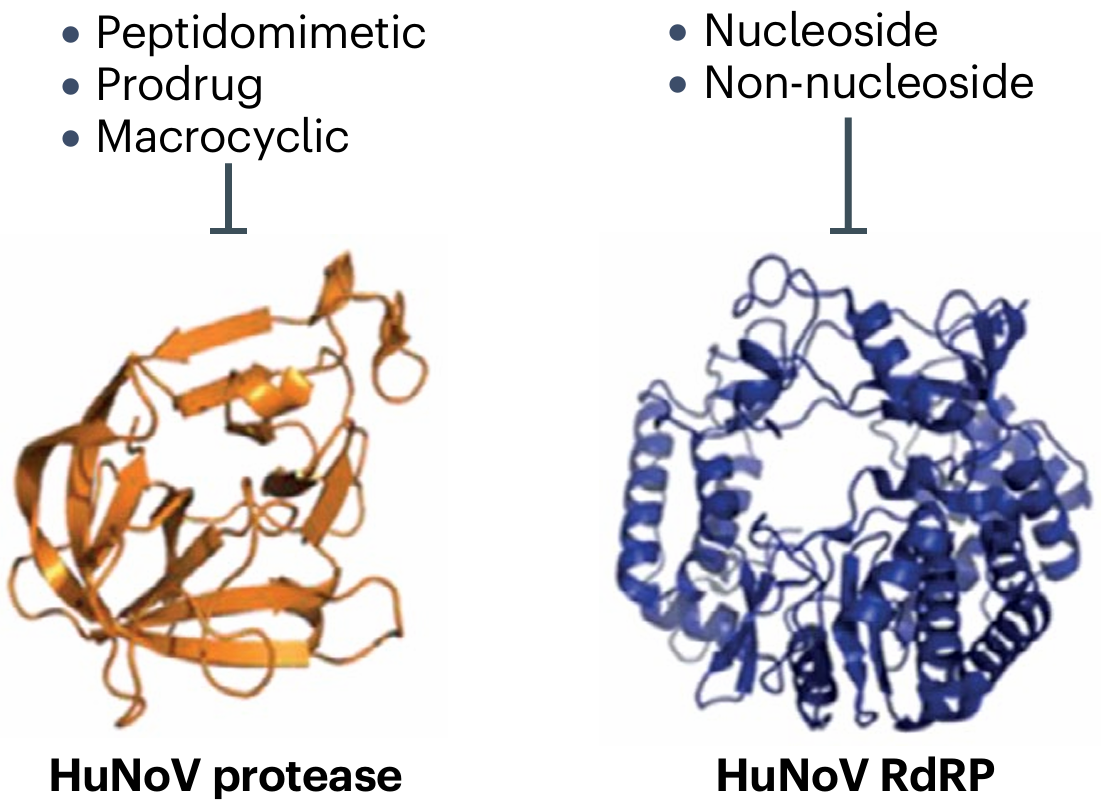 • Peptidomimetic
• Prodrug
• Macrocyclic
HuNoV protease
• Nucleoside
• Non-nucleoside
HuNoV RdRP